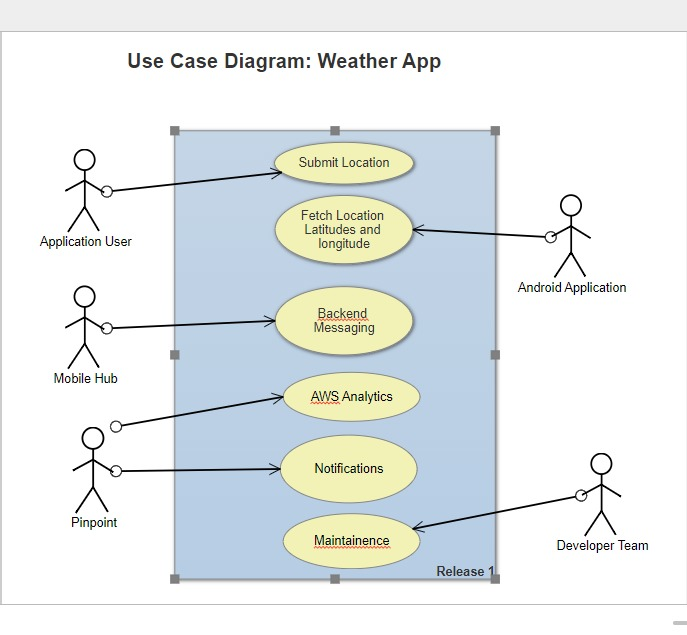 Use Case Diagram: Weather App
Submit Location
Application User
Fetch Location
Latitudes and
longitude
Android Application
Backend
Messaging
Mobile Hub
AWS Analytics
Notifications
Pinpoint
Maintainence
Developer Team
Release 1